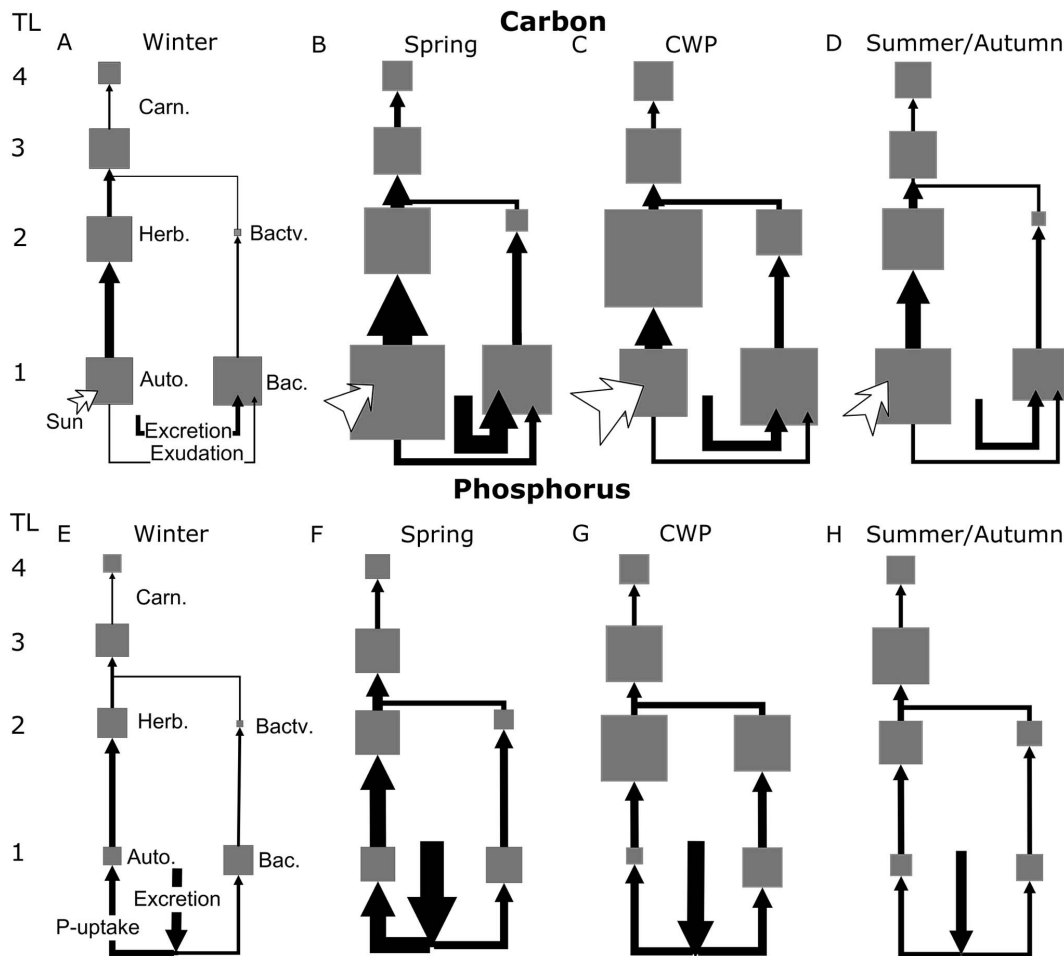 Carbon
TL A Winter B Spring C CWP D Summer/Autumn
4
Carn.
3
2 Herb. Bactv.
1 Auto. Bac.
Sun
Excretion
Exudation
Phosphorus
TL E Winter F Spring G CWP H Summer/Autumn
4
Carn.
3
2 Herb. Bactv.
1 Auto. Bac.
Excretion
P-uptake